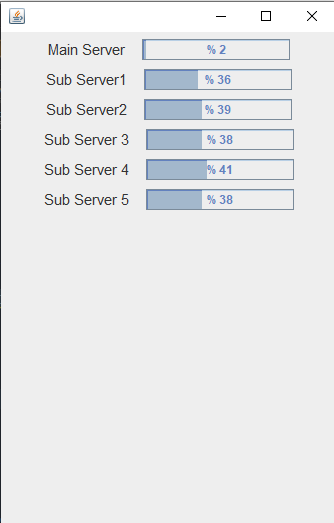 Main Server % 2
Sub Server1 % 36
Sub Server2 % 39
Sub Server 3 % 38
Sub Server 4 % 41
Sub Server 5 % 38